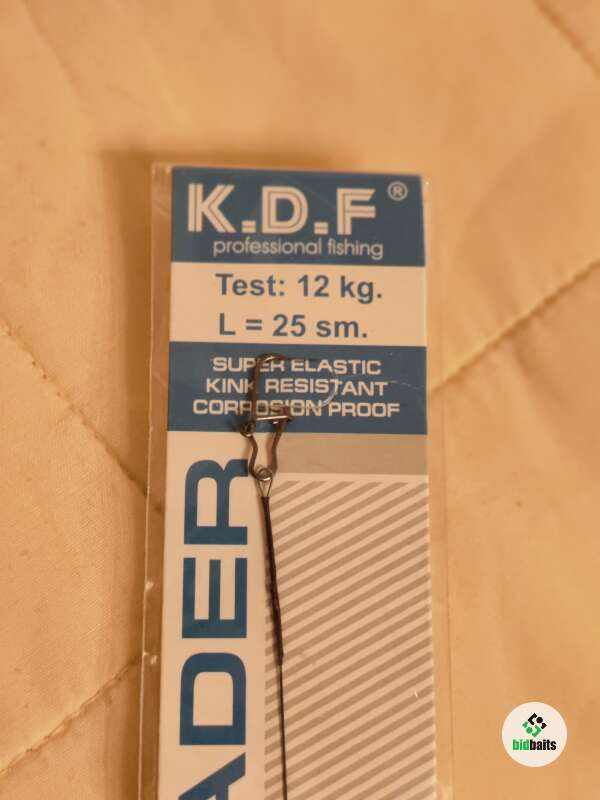 K.D.F®
professional fishing
Test: 12 kg.
L = 25 sm.
SUPER ELASTIC
KINK RESISTANT
CORROSION PROOF
ADER
bidbaits